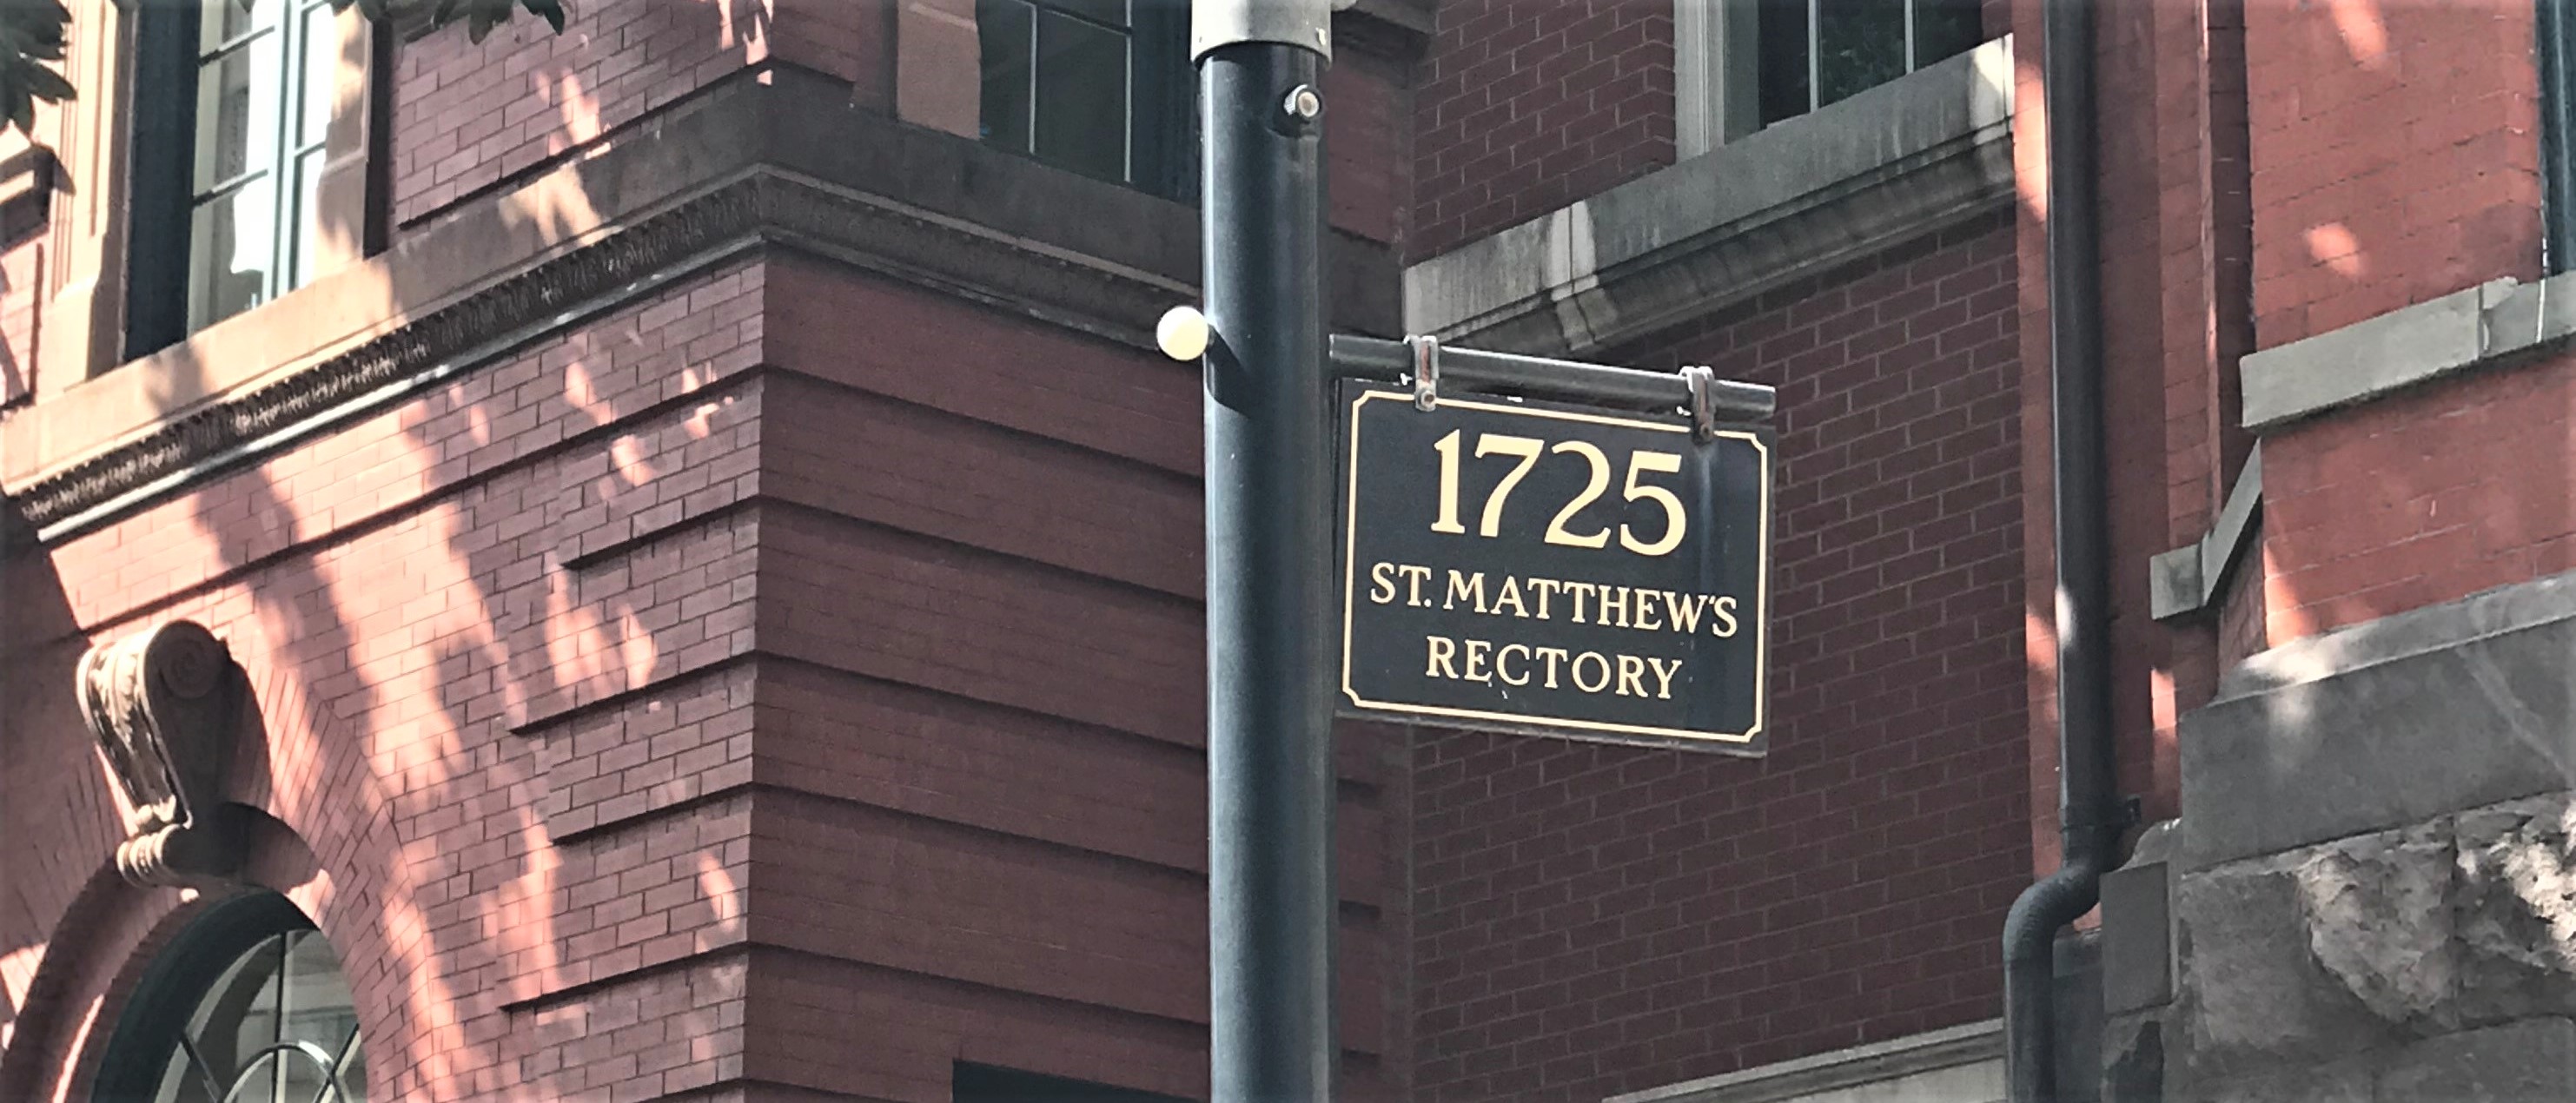 1725
ST. MATTHEW'S
RECTORY